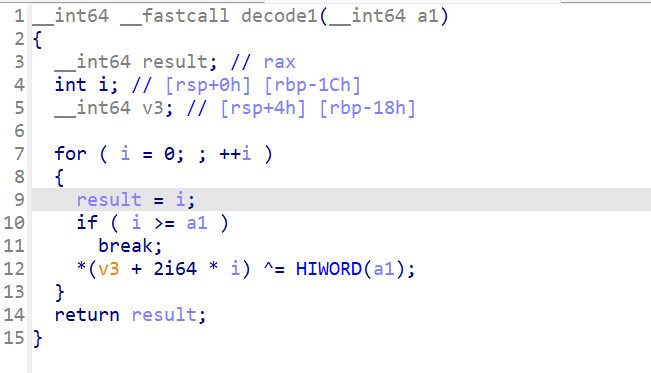 1 __int64 __fastcall decode1(__int64 a1)
2 {
3   __int64 result; // rax
4   int i; // [rsp+0h] [rbp-1Ch]
5   __int64 v3; // [rsp+4h] [rbp-18h]
6
7   for ( i = 0; ; ++i )
8   {
9     result = i;
10     if ( i >= a1 )
11       break;
12     *(v3 + 2i64 * i) ^= HIWORD(a1);
13   }
14   return result;
15 }